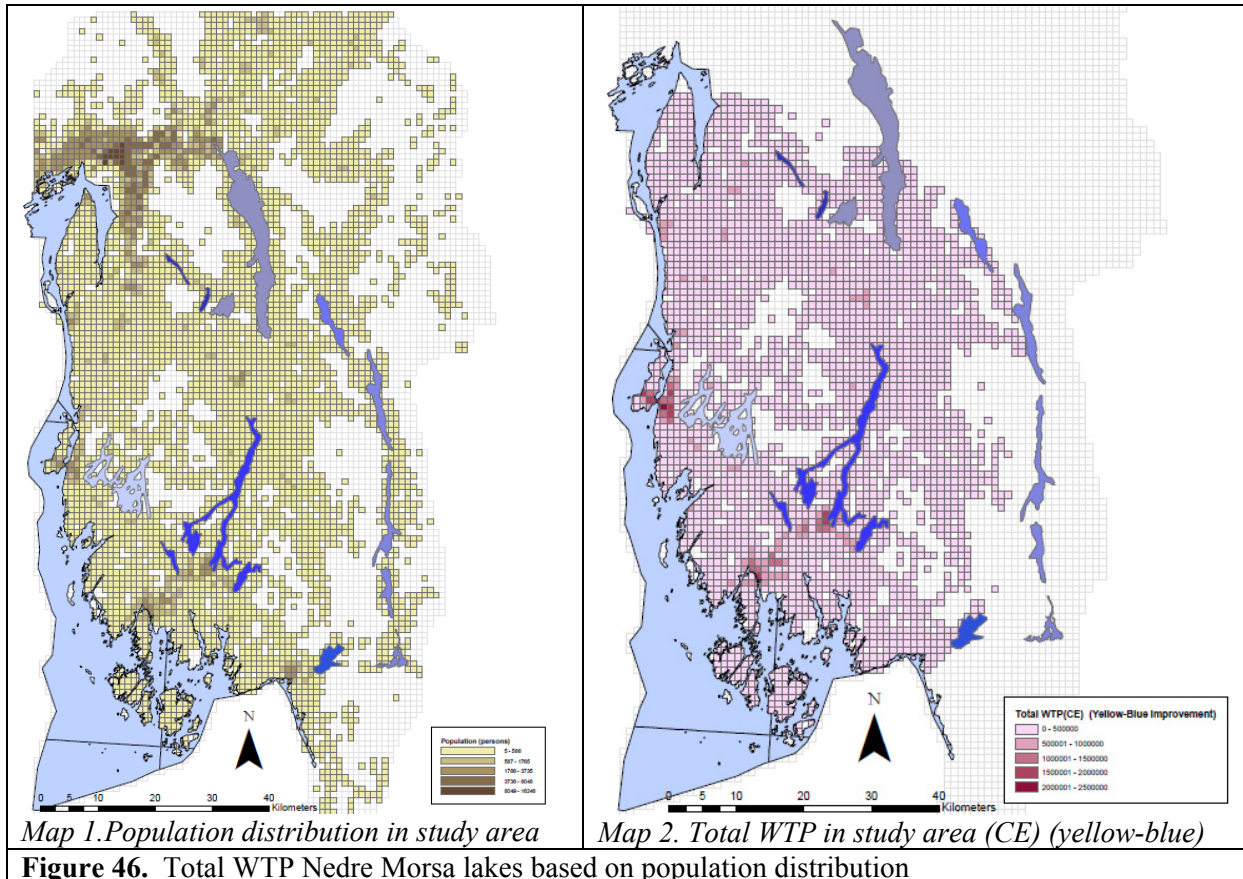 N
Population (persons)
5 - 586
587 - 1765
1766 - 3735
3736 - 8048
8049 - 16248
0 10 20 30 40
Kilometers
Map 1.Population distribution in study area
N
Total WTP(CE) (Yellow-Blue Improvement)
0 - 500000
500001 - 1000000
1000001 - 1500000
1500001 - 2000000
2000001 - 2500000
0 5 10 20 30 40
Kilometers
Map 2. Total WTP in study area (CE) (yellow-blue)
Figure 46. Total WTP Nedre Morsa lakes based on population distribution